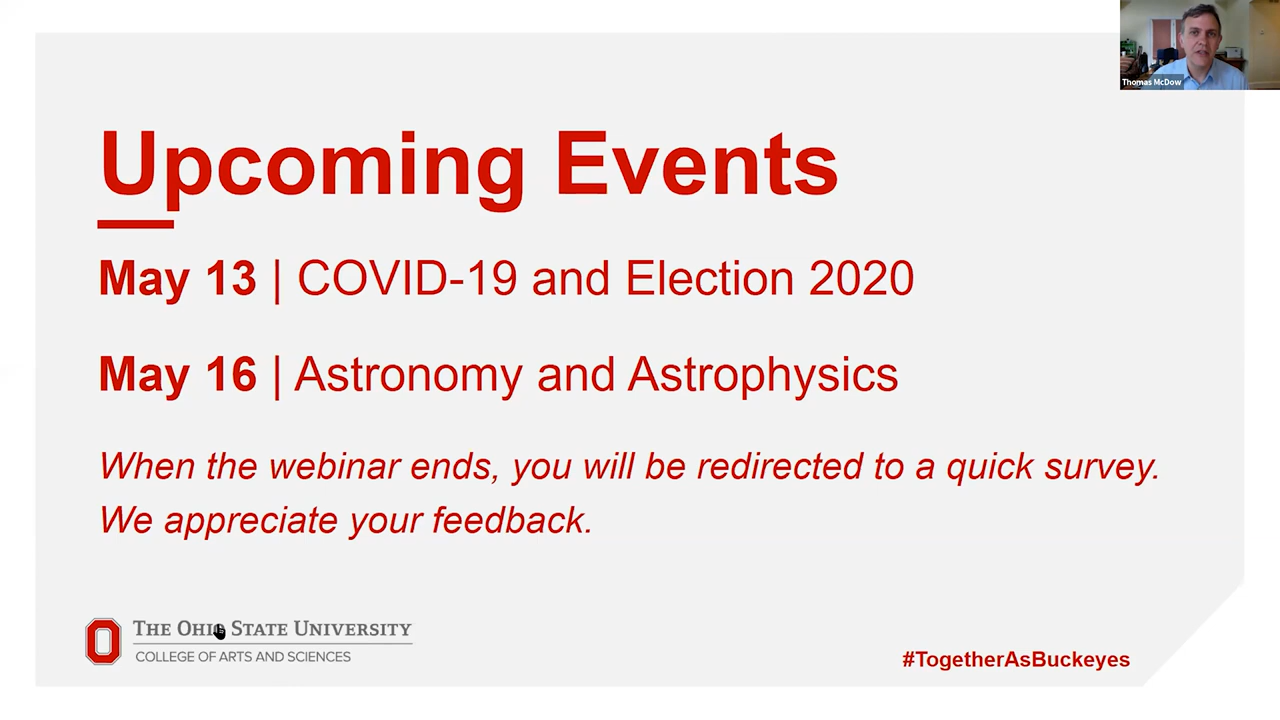 Thomas McDow
Upcoming Events
May 13 | COVID-19 and Election 2020
May 16 | Astronomy and Astrophysics
When the webinar ends, you will be redirected to a quick survey.
We appreciate your feedback.
THE OHIO STATE UNIVERSITY
COLLEGE OF ARTS AND SCIENCES
#TogetherAsBuckeyes